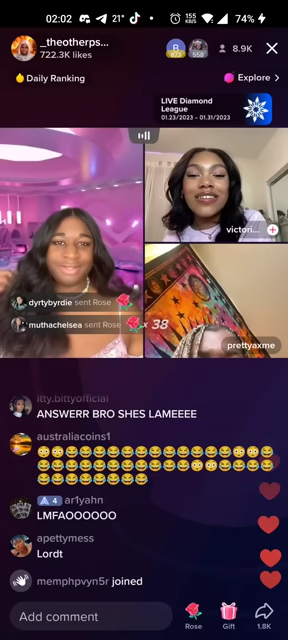 02:02
21°
155
KB/S
74%
_theotherps...
722.3K likes
B
673
558
8.9K
Daily Ranking
Explore
LIVE Diamond
League
01.23/2023 – 01.31/2023
victori...
dyrtybyrdie sent Rose
muthachelsea sent Rose x 38
prettyaxme
itty.bittyofficial
ANSWERR BRO SHES LAMEEEE
australiacoins1
4 ar1yahn
LMFAOOOOOO
apettymess
Lordt
memphpvyn5r joined
Add comment
Rose
Gift
1.8K